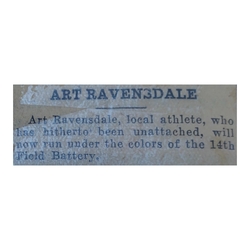 ART RAVENSDALE
Art Ravensdale, local athlete, who
has hitherto been unattached, will
now run under the colors of the 14th
Field Battery.